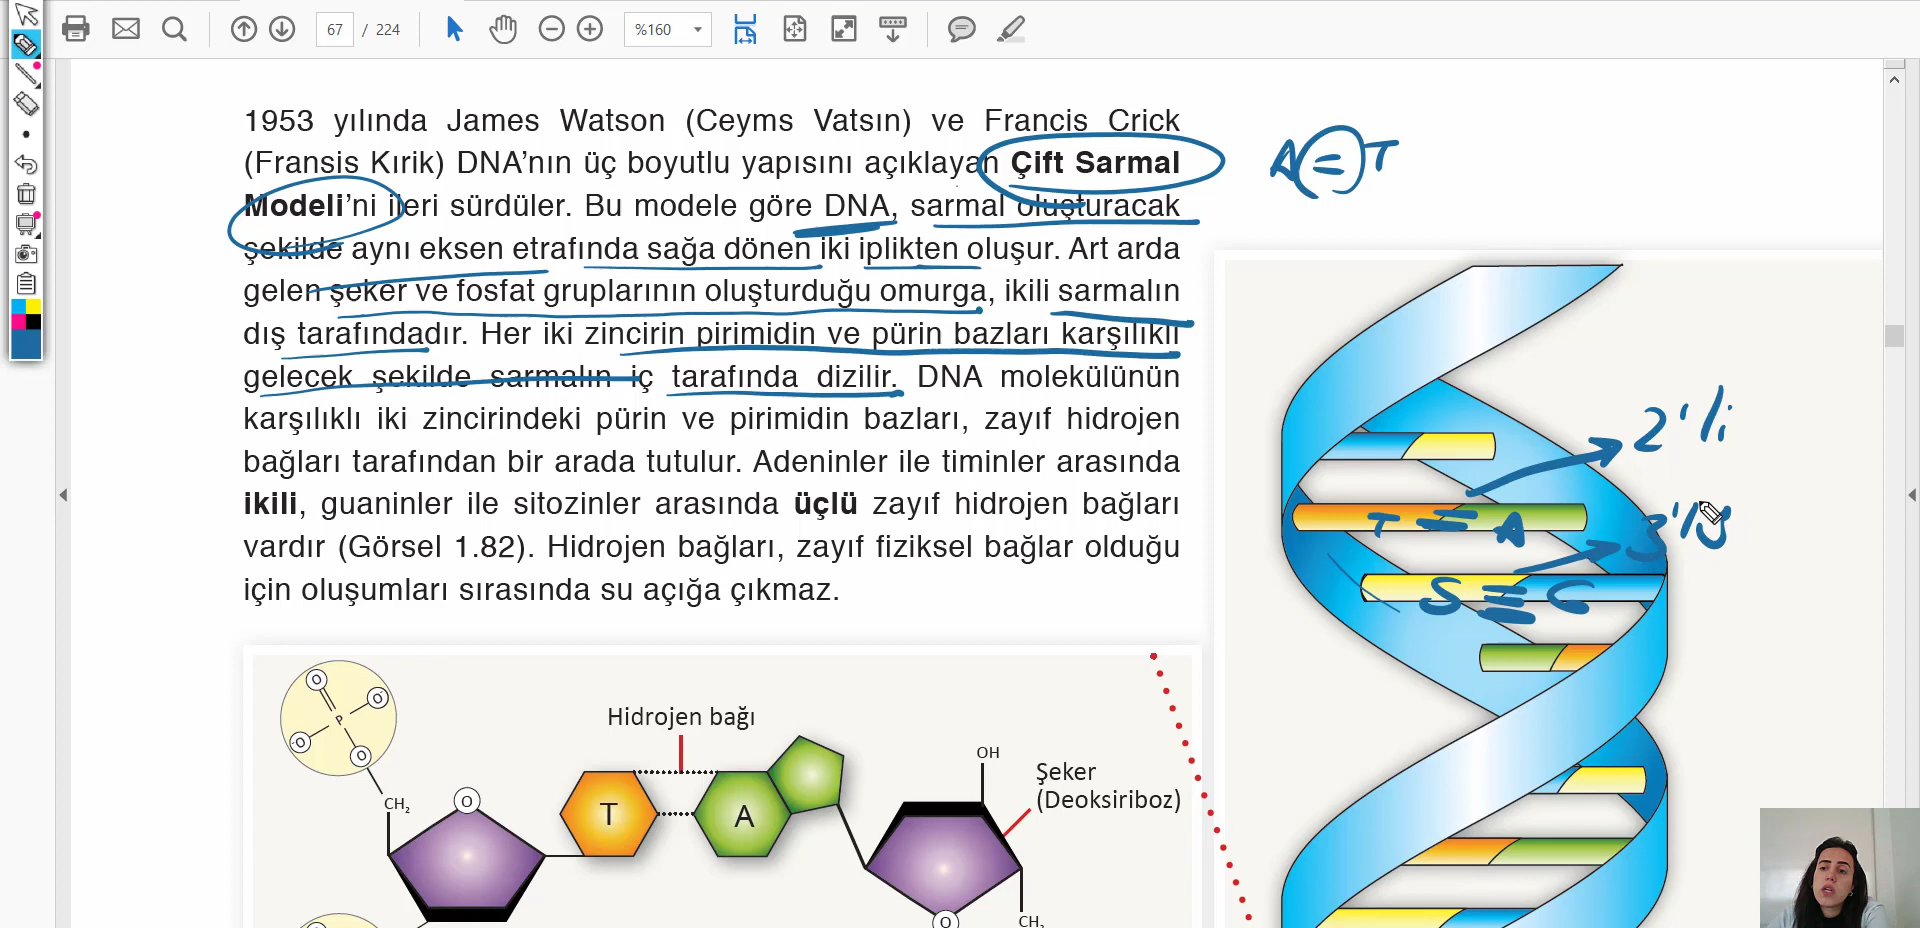 67 / 224
%160
1953 yılında James Watson (Ceyms Vatsın) ve Francis Crick
(Fransis Kırik) DNA’nın üç boyutlu yapısını açıklayan Çift Sarmal
Modeli’ni ileri sürdüler. Bu modele göre DNA, sarmal oluşturacak
şekilde aynı eksen etrafında sağa dönen iki iplikten oluşur. Art arda
gelen şeker ve fosfat gruplarının oluşturduğu omurga, ikili sarmalın
dış tarafındadır. Her iki zincirin pirimidin ve pürin bazları karşılıklı
gelecek şekilde sarmalın iç tarafında dizilir. DNA molekülünün
karşılıklı iki zincirindeki pürin ve pirimidin bazları, zayıf hidrojen
bağları tarafından bir arada tutulur. Adeninler ile timinler arasında
ikili, guaninler ile sitozinler arasında üçlü zayıf hidrojen bağları
vardır (Görsel 1.82). Hidrojen bağları, zayıf fiziksel bağlar olduğu
için oluşumları sırasında su açığa çıkmaz.
A = T
2'li
T = A
S ≡ G
O
O
P
O
O
CH₂
O
Hidrojen bağı
T
A
OH
Şeker
(Deoksiriboz)
O
CH₂